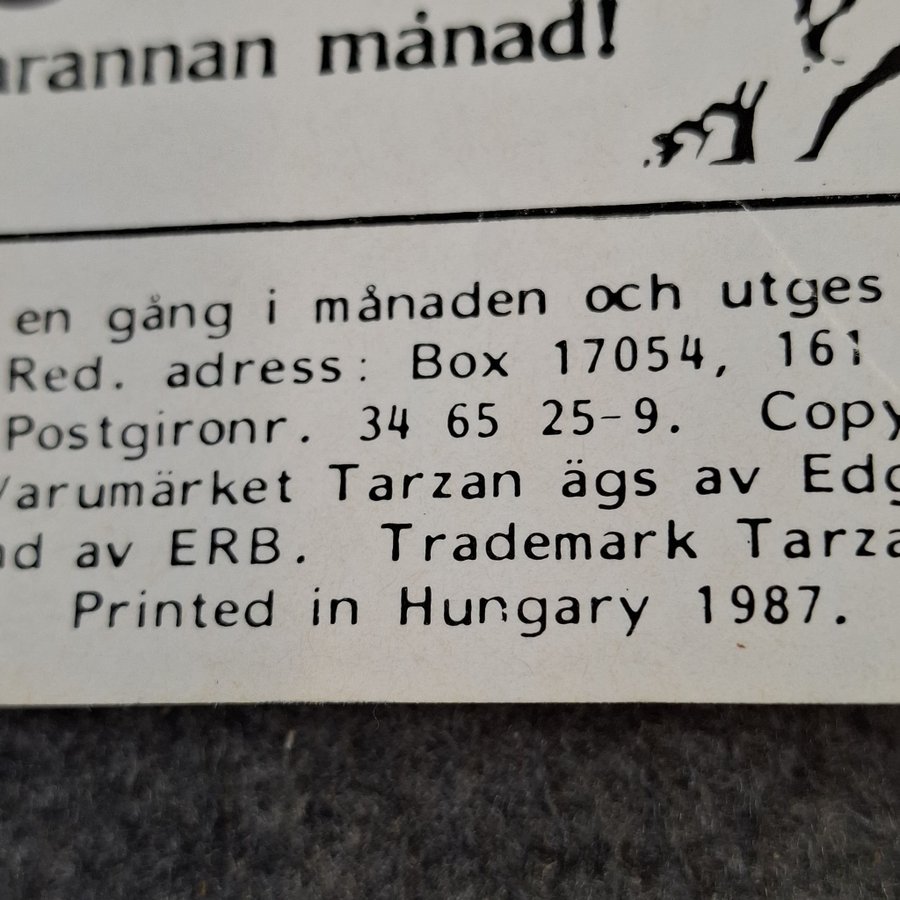 arannan månad!
en gång i månaden och utges
Red. adress: Box 17054, 161
Postgironr. 34 65 25-9. Copy
Varumärket Tarzan ägs av Edg
nd av ERB. Trademark Tarza
Printed in Hungary 1987.